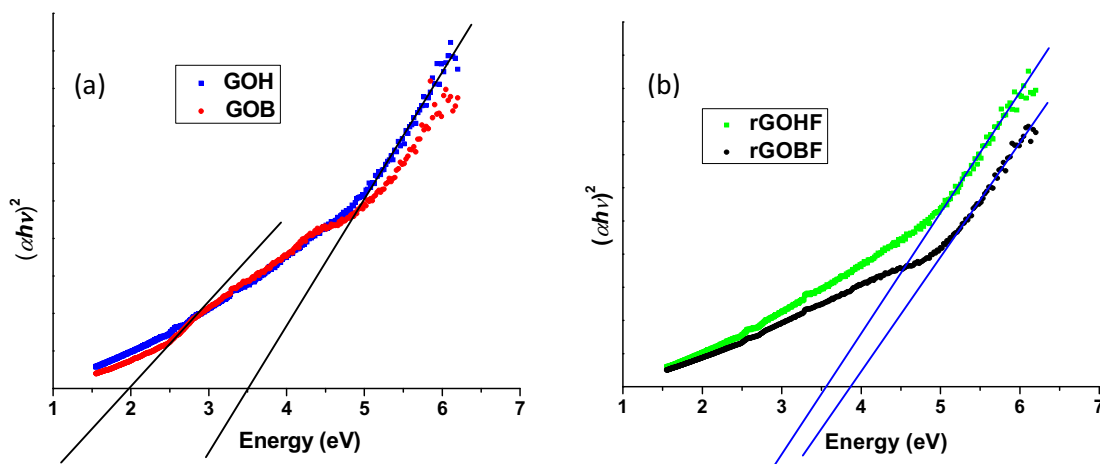 (a)
GOH
GOB
(αhν)²
1 2 3 4 5 6 7
Energy (eV)
(b)
rGOHF
rGOBF
(αhν)²
1 2 3 4 5 6 7
Energy (eV)